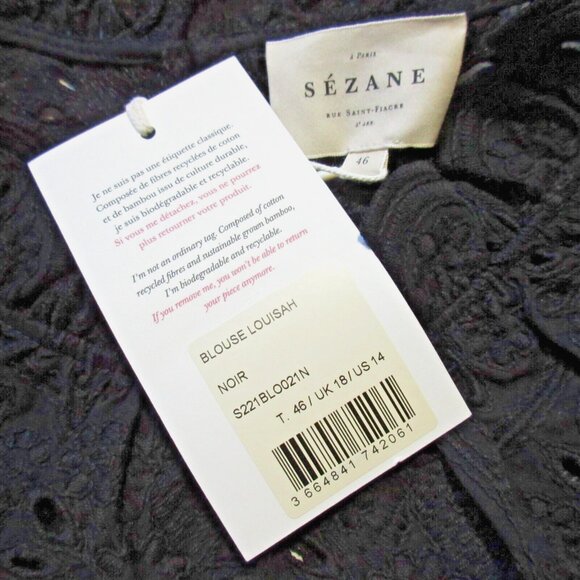 à Paris
SÉZANE
RUE SAINT-FIACRE
2e ARR.
46
Je ne suis pas une étiquette classique.
Composée de fibres recyclées de coton
et de bambou issu de culture durable,
je suis biodégradable et recyclable.
Si vous me détachez, vous ne pourrez
plus retourner votre produit.
I'm not an ordinary tag. Composed of cotton
recycled fibres and sustainable grown bamboo,
I'm biodegradable and recyclable.
If you remove me, you won't be able to return
your piece anymore.
BLOUSE LOUISAH
NOIR
S221BLO021N
T. 46 / UK 18 / US 14
3 664841 742061